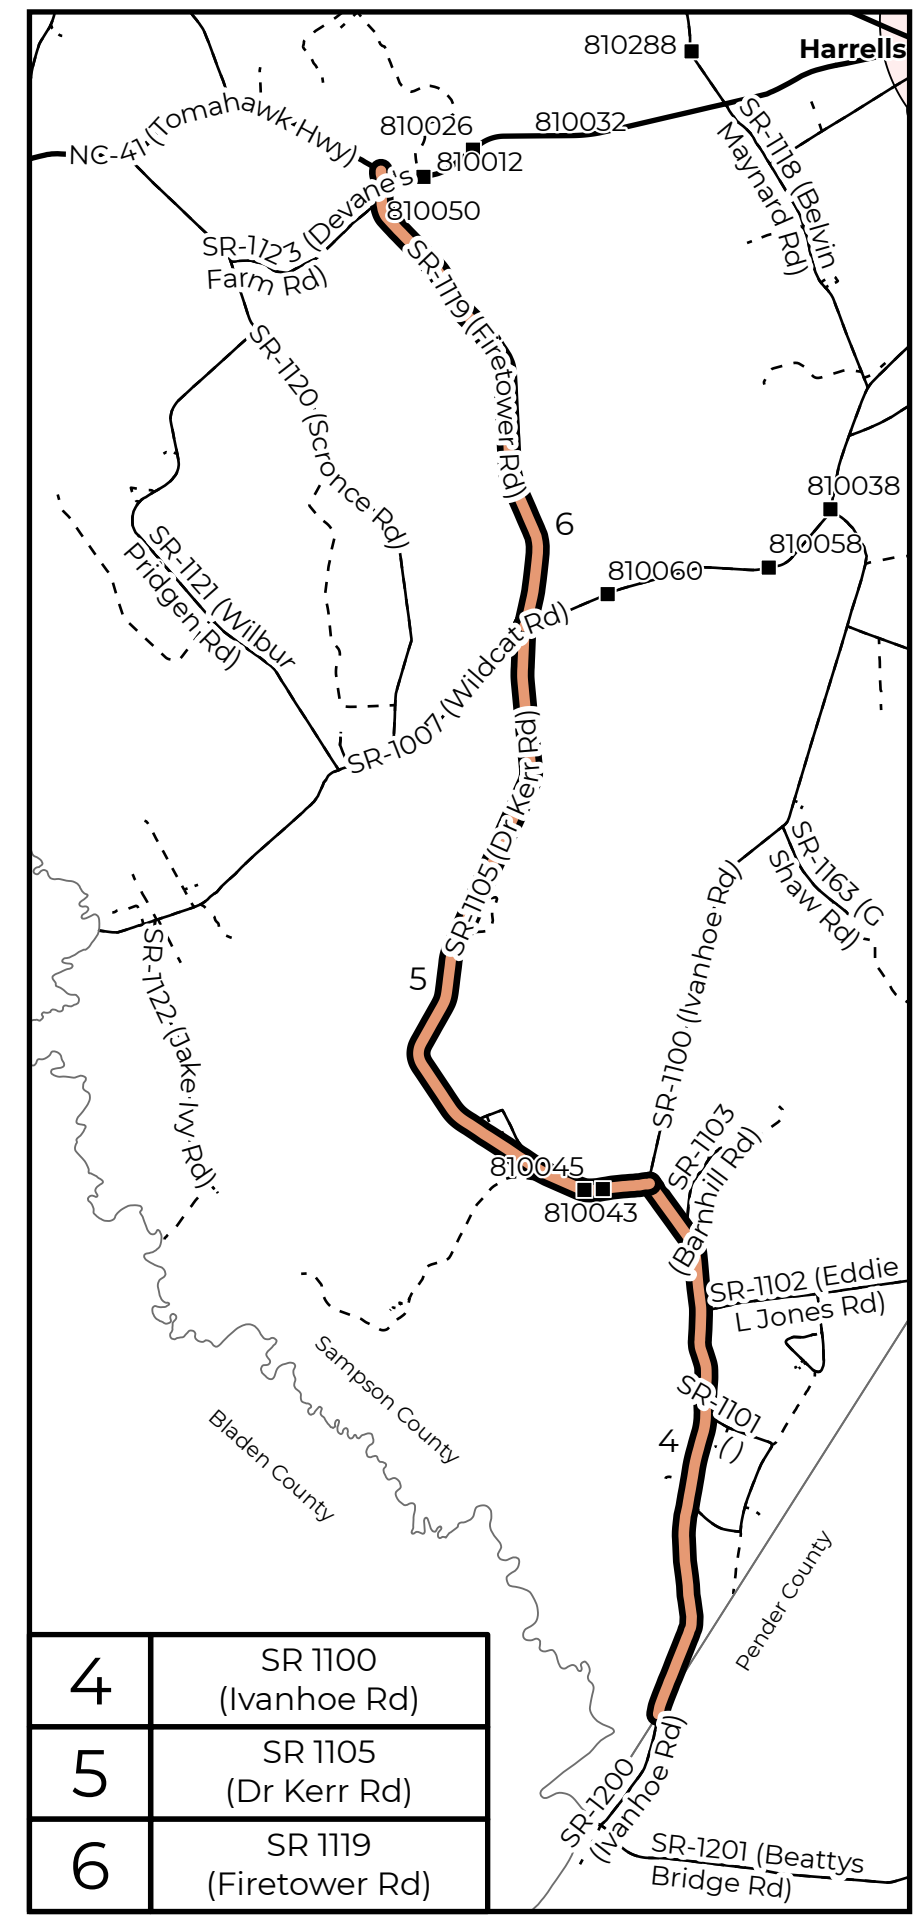 810288
Harrells
810026
810032
NC-41 (Tomahawk Hwy)
810012
810050
SR-1118 (Belvin
Maynard Rd)
SR-1123 (Devane's
Farm Rd)
SR-1119 (Firetower Rd)
SR-1120 (Scronce Rd)
810038
6
810058
SR-1121 (Wilbur
Pridgen Rd)
810060
SR-1007 (Wildcat Rd)
SR-1105 (Dr Kerr Rd)
SR-1163 (G
Shaw Rd)
SR-1100 (Ivanhoe Rd)
SR-1122 (Jake Ivy Rd)
5
SR-1103
(Barnhill Rd)
810045
810043
SR-1102 (Eddie
L Jones Rd)
Sampson County
Bladen County
SR-1101
()
4
Pender County
SR-1200
(Ivanhoe Rd)
SR-1201 (Beattys
Bridge Rd)
4
SR 1100
(Ivanhoe Rd)
5
SR 1105
(Dr Kerr Rd)
6
SR 1119
(Firetower Rd)